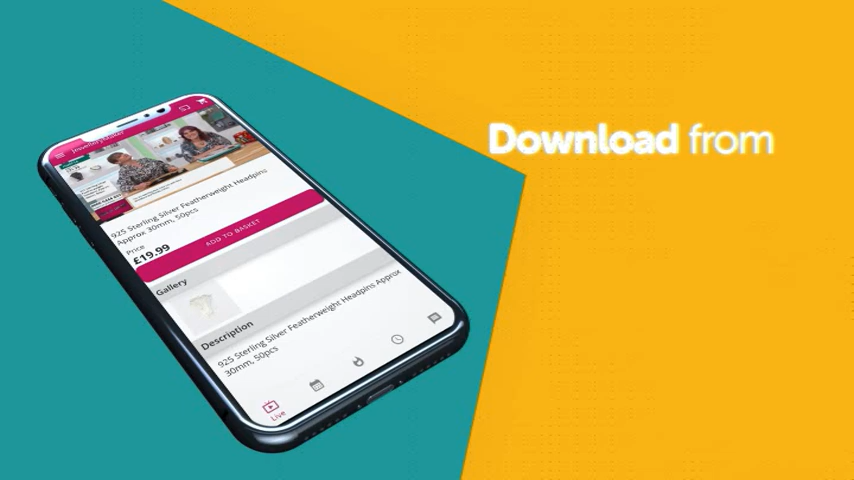 Download from
JewelleryMaker
925 Sterling Silver Featherweight Headpins
Approx 30mm, 50pcs
Price
£19.99
ADD TO BASKET
Gallery
Description
925 Sterling Silver Featherweight Headpins Approx
30mm, 50pcs
Live